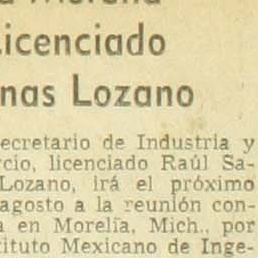 a Morelia
Licenciado
nas Lozano
ecretario de Industria y
rcio, licenciado Raúl Sa-
Lozano, irá el próximo
agosto a la reunión con-
a en Morelia, Mich., por
tituto Mexicano de Inge-